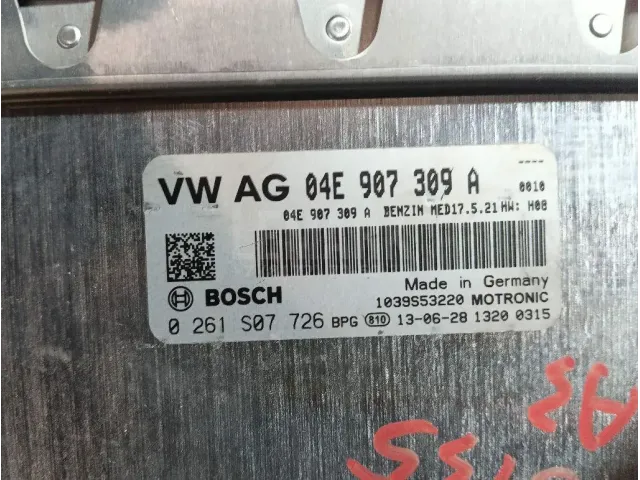 ----
VW AG 04E 907 309 A 0010
04E 907 309 A BENZIN MED17.5.21 HW: H08
Made in Germany
BOSCH 1039S53220 MOTRONIC
0 261 S07 726 BPG 810 13-06-28 1320 0315
A3